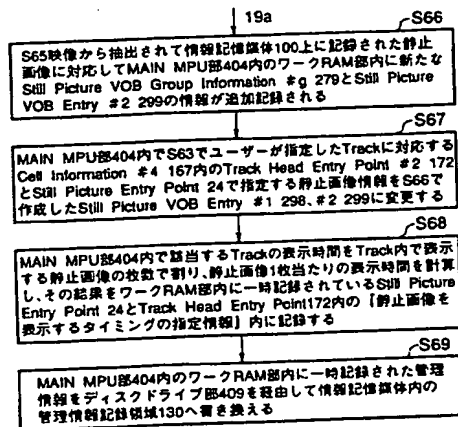 19a
S66
S65映像から抽出されて情報記憶媒体100上に記録された静止
画像に対応してMAIN MPU部404内のワークRAM部内に新たな
Still Picture VOB Group Information #g 279とStill Picture
VOB Entry #2 299の情報が追加記録される
S67
MAIN MPU部404内でS63でユーザーが指定したTrackに対応する
Cell Information #4 167内のTrack Head Entry Point #2 172
とStill Picture Entry Point 24で指定する静止画像情報をS66で
作成したStill Picture VOB Entry #1 298、#2 299に変更する
S68
MAIN MPU部404内で該当するTrackの表示時間をTrack内で表示
する静止画像の枚数で割り、静止画像1枚当たりの表示時間を計算
し、その結果をワークRAM部内に一時記録されているStill Picture
Entry Point 24とTrack Head Entry Point172内の『静止画像を
表示するタイミングの指定情報』内に記録する
S69
MAIN MPU部404内のワークRAM部内に一時記録された管理
情報をディスクドライブ部409を経由して情報記憶媒体内の
管理情報記録領域130へ書き換える